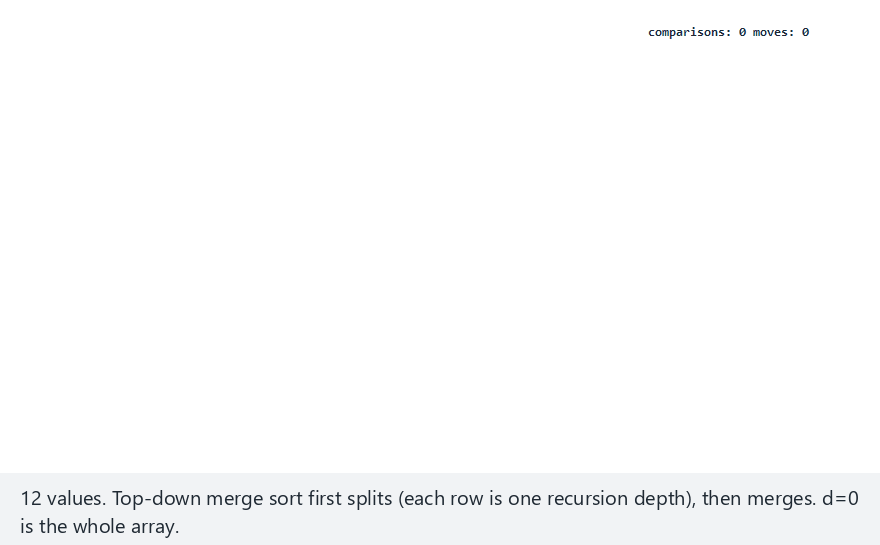 comparisons: 0 moves: 0
12 values. Top-down merge sort first splits (each row is one recursion depth), then merges. d=0
is the whole array.